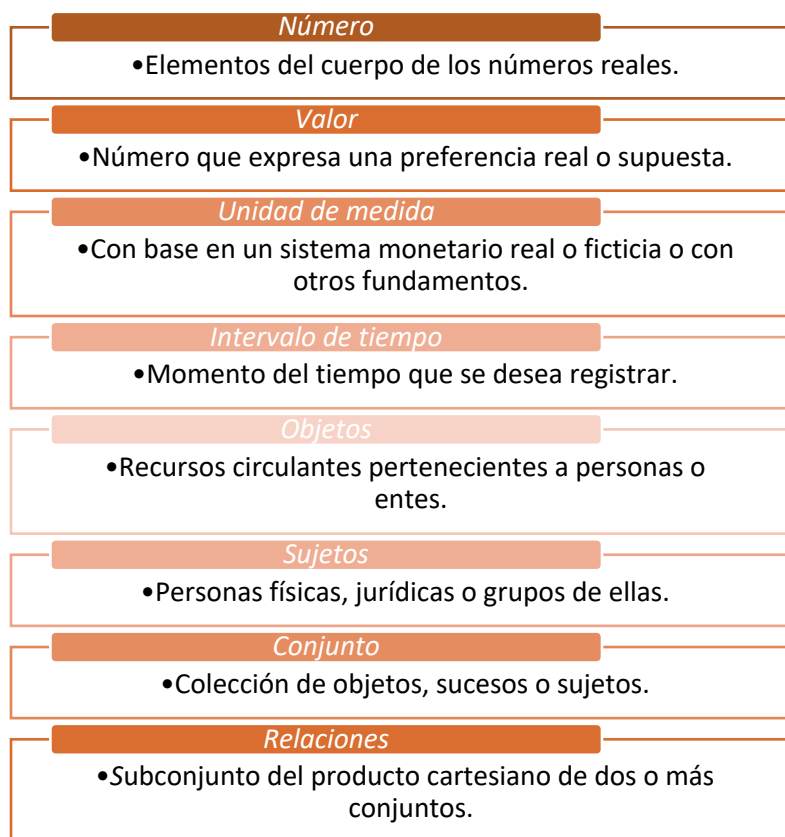 Número
•Elementos del cuerpo de los números reales.
Valor
•Número que expresa una preferencia real o supuesta.
Unidad de medida
•Con base en un sistema monetario real o ficticia o con
otros fundamentos.
Intervalo de tiempo
•Momento del tiempo que se desea registrar.
Objetos
•Recursos circulantes pertenecientes a personas o
entes.
Sujetos
•Personas físicas, jurídicas o grupos de ellas.
Conjunto
•Colección de objetos, sucesos o sujetos.
Relaciones
•Subconjunto del producto cartesiano de dos o más
conjuntos.